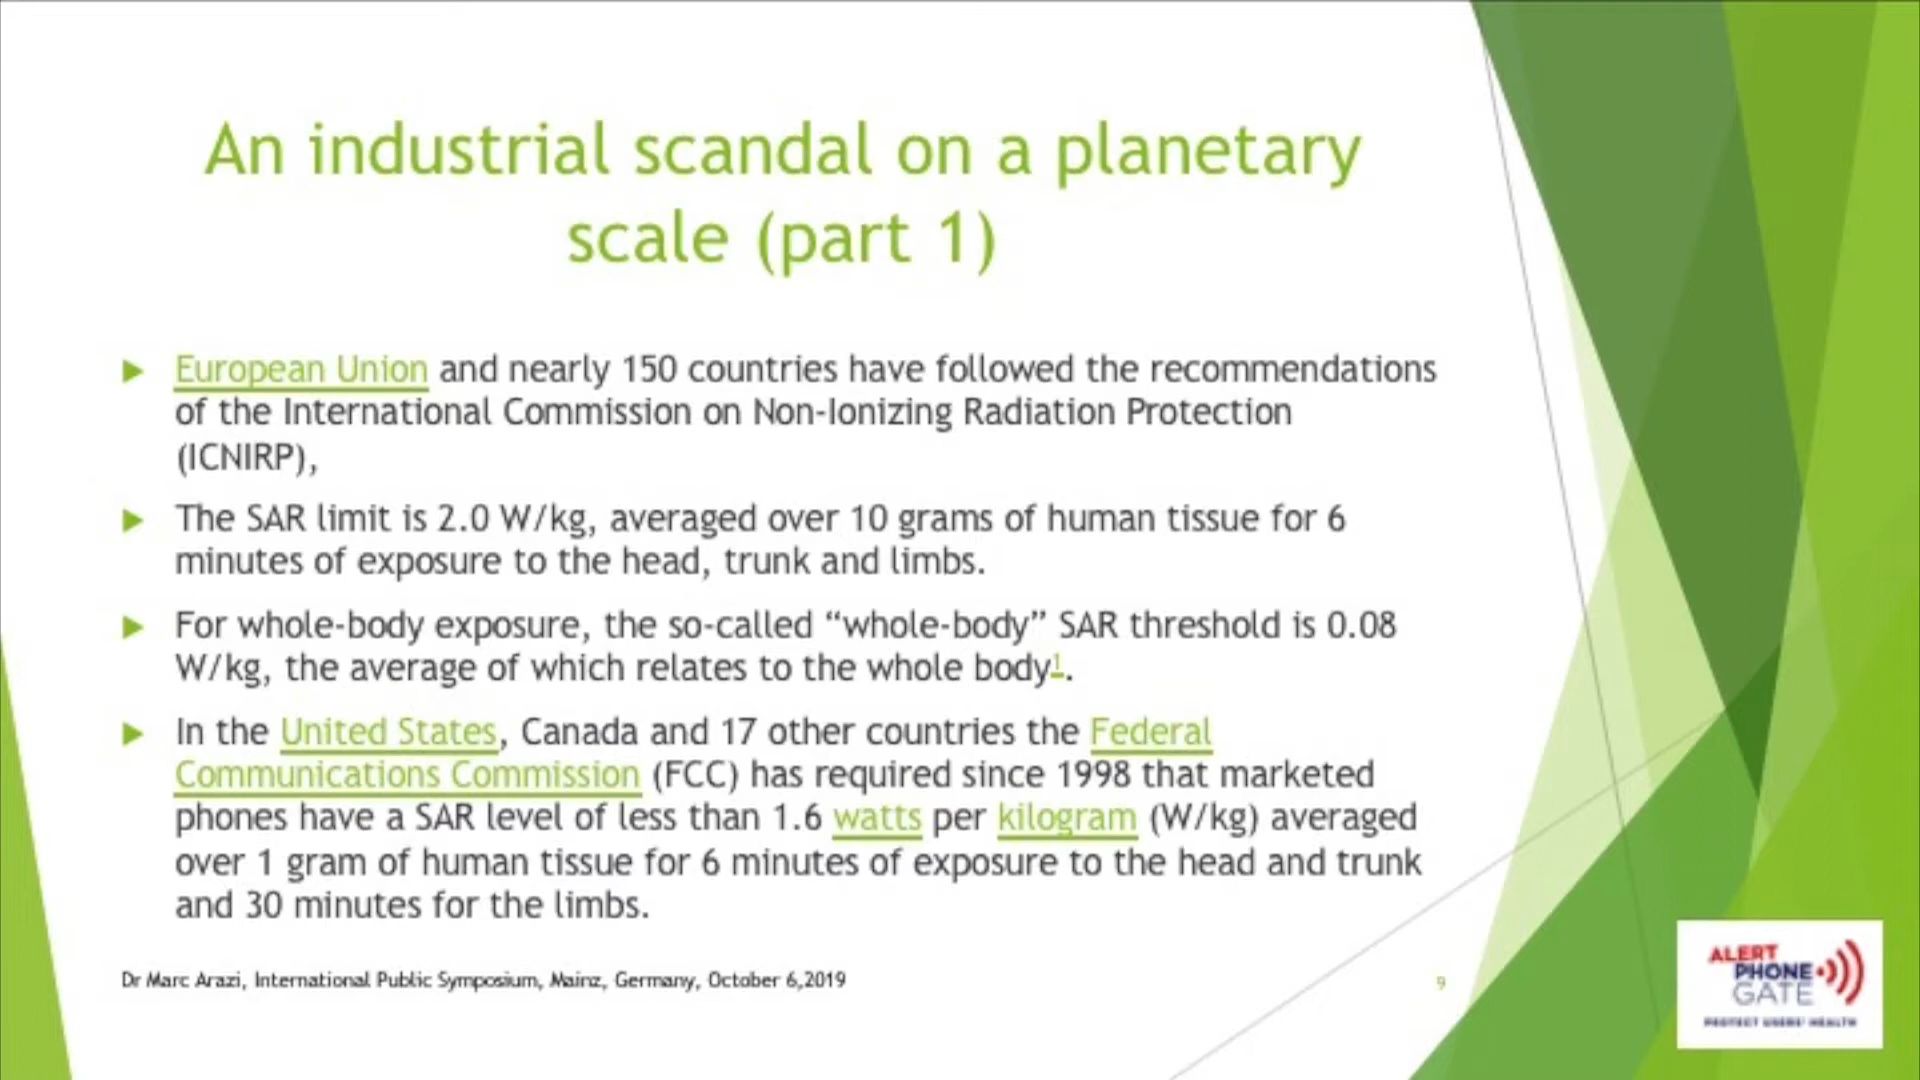 An industrial scandal on a planetary
scale (part 1)
European Union and nearly 150 countries have followed the recommendations
of the International Commission on Non-Ionizing Radiation Protection
(ICNIRP),
The SAR limit is 2.0 W/kg, averaged over 10 grams of human tissue for 6
minutes of exposure to the head, trunk and limbs.
For whole-body exposure, the so-called “whole-body” SAR threshold is 0.08
W/kg, the average of which relates to the whole body1.
In the United States, Canada and 17 other countries the Federal
Communications Commission (FCC) has required since 1998 that marketed
phones have a SAR level of less than 1.6 watts per kilogram (W/kg) averaged
over 1 gram of human tissue for 6 minutes of exposure to the head and trunk
and 30 minutes for the limbs.
Dr Marc Arazi, International Public Symposium, Mainz, Germany, October 6,2019
9
ALERT
PHONE
GATE
PROTECT USERS' HEALTH